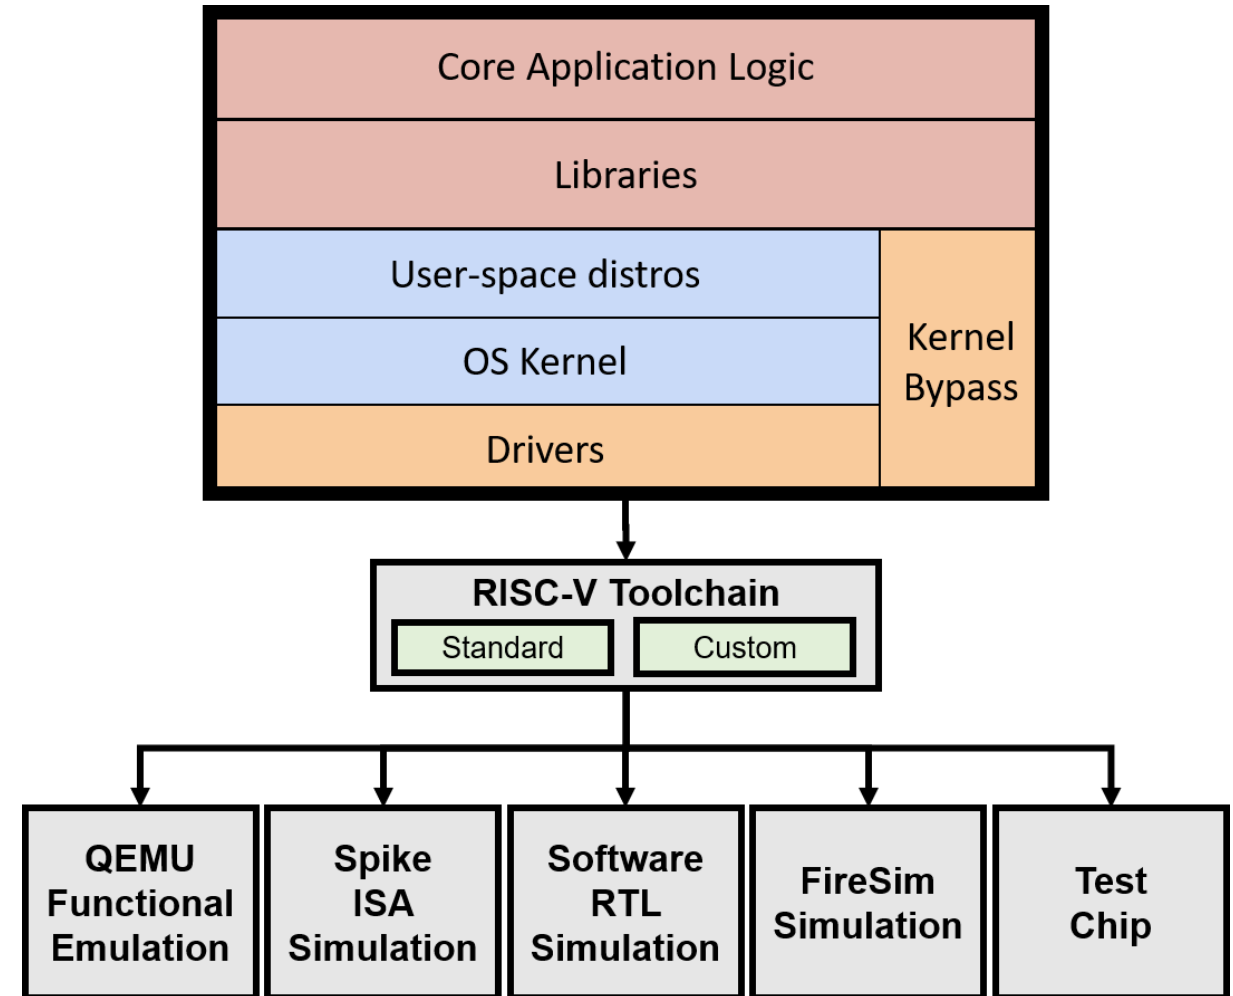 Core Application Logic
Libraries
User-space distros
OS Kernel
Drivers
Kernel
Bypass
RISC-V Toolchain
Standard
Custom
QEMU
Functional
Emulation
Spike
ISA
Simulation
Software
RTL
Simulation
FireSim
Simulation
Test
Chip